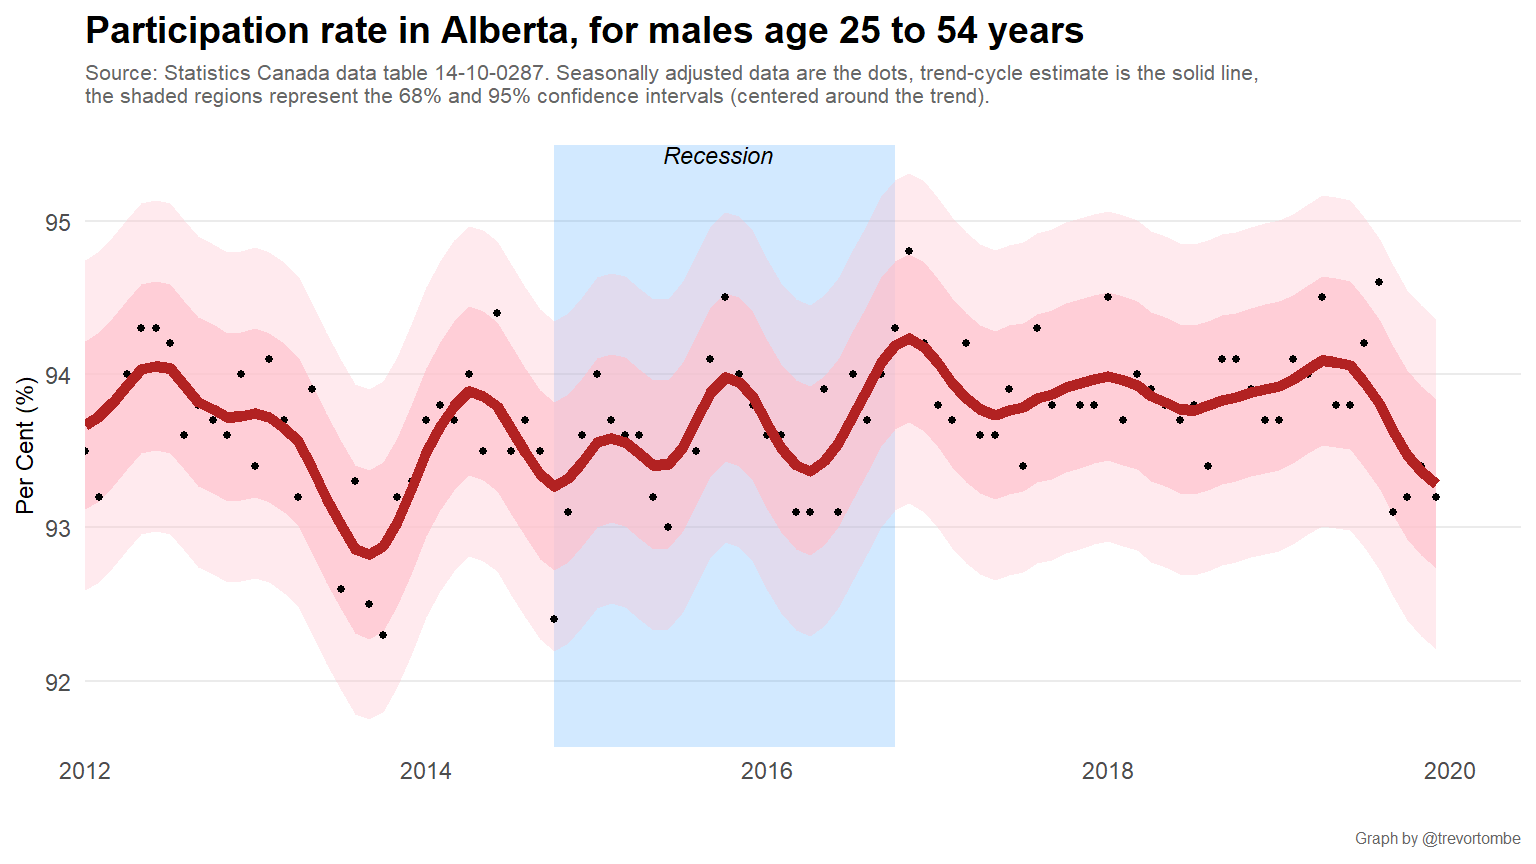 Participation rate in Alberta, for males age 25 to 54 years
Source: Statistics Canada data table 14-10-0287. Seasonally adjusted data are the dots, trend-cycle estimate is the solid line,
the shaded regions represent the 68% and 95% confidence intervals (centered around the trend).
Recession
95
94
93
92
Per Cent (%)
2012 2014 2016 2018 2020
Graph by @trevortombe